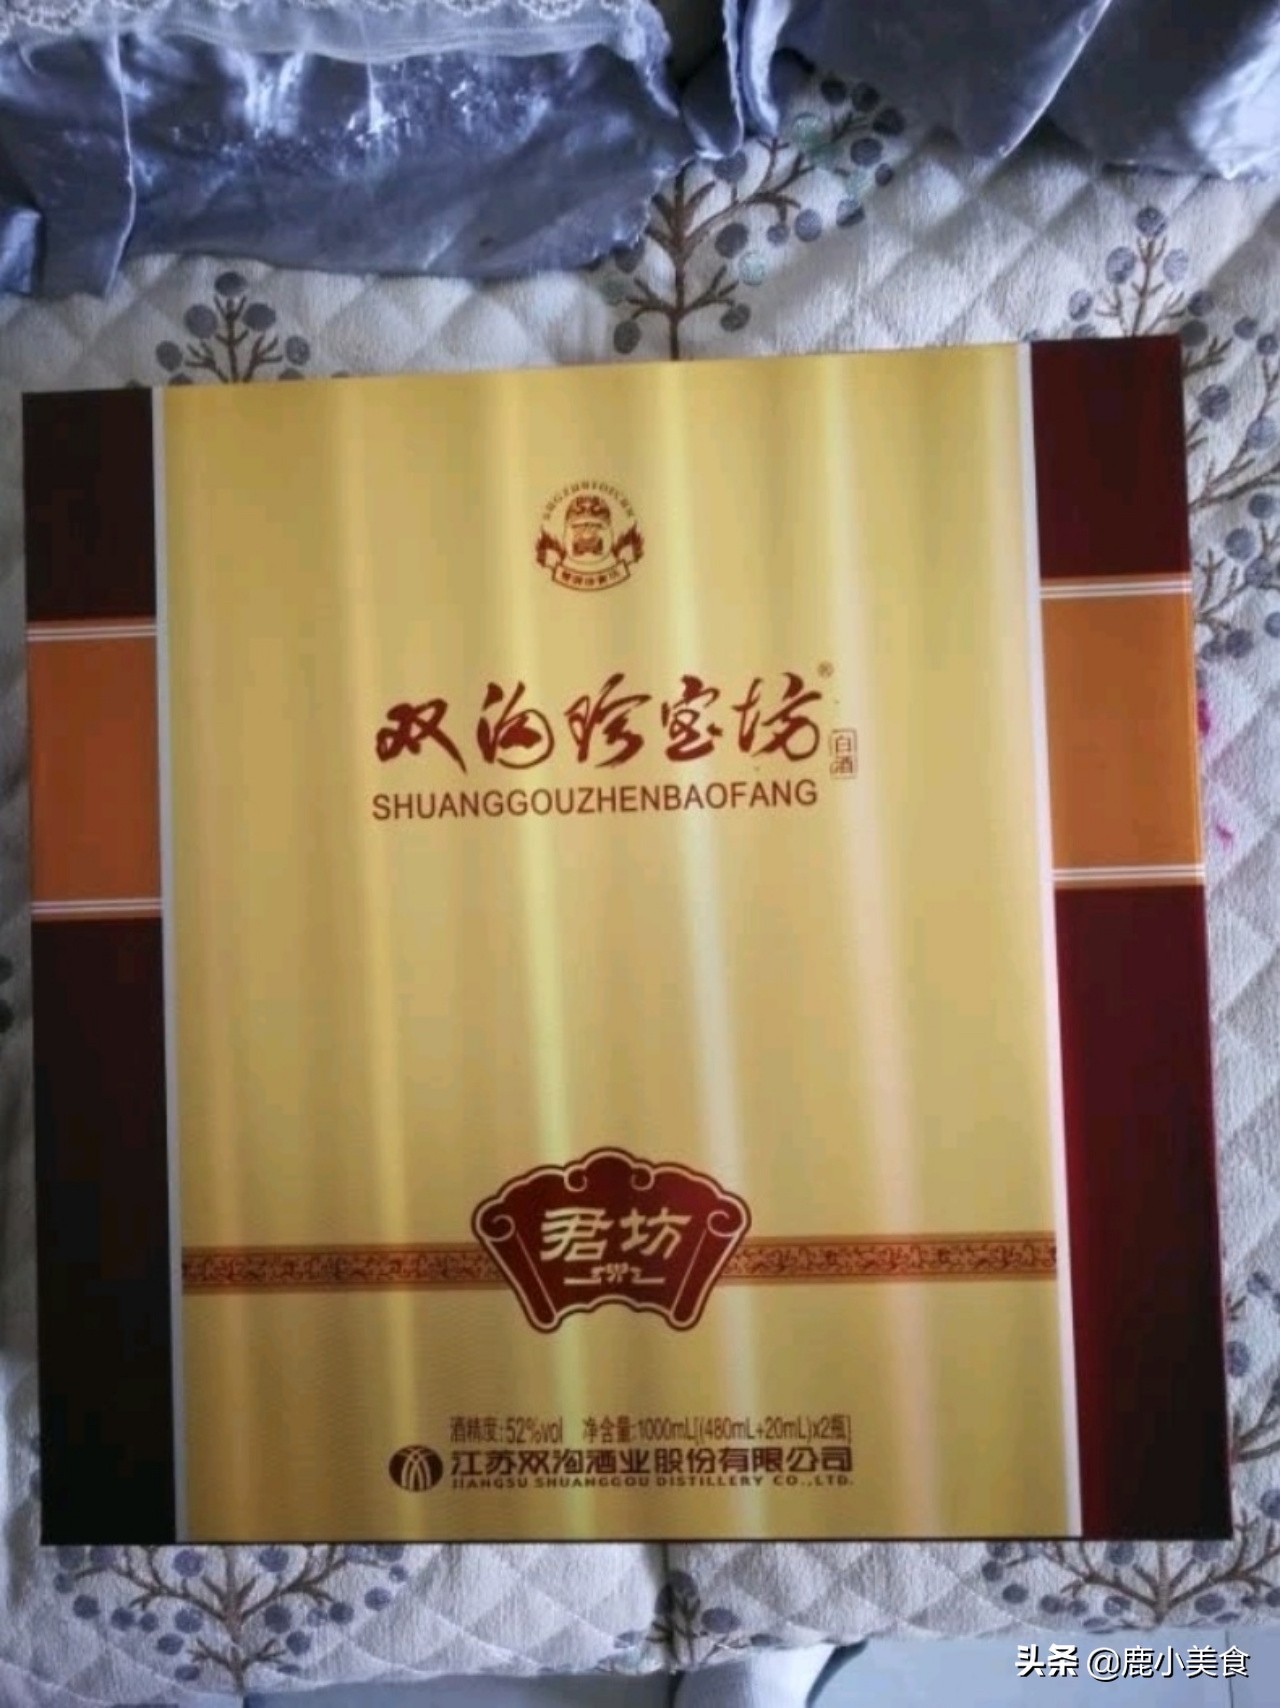 双沟珍宝坊®
白酒
SHUANGGOUZHENBAOFANG
君坊
酒精度:52%vol 净含量:1000mL[(480mL+20mL)x2瓶]
江苏双沟酒业股份有限公司
JIANGSU SHUANGGOU DISTILLERY CO.,LTD.
头条 @鹿小美食